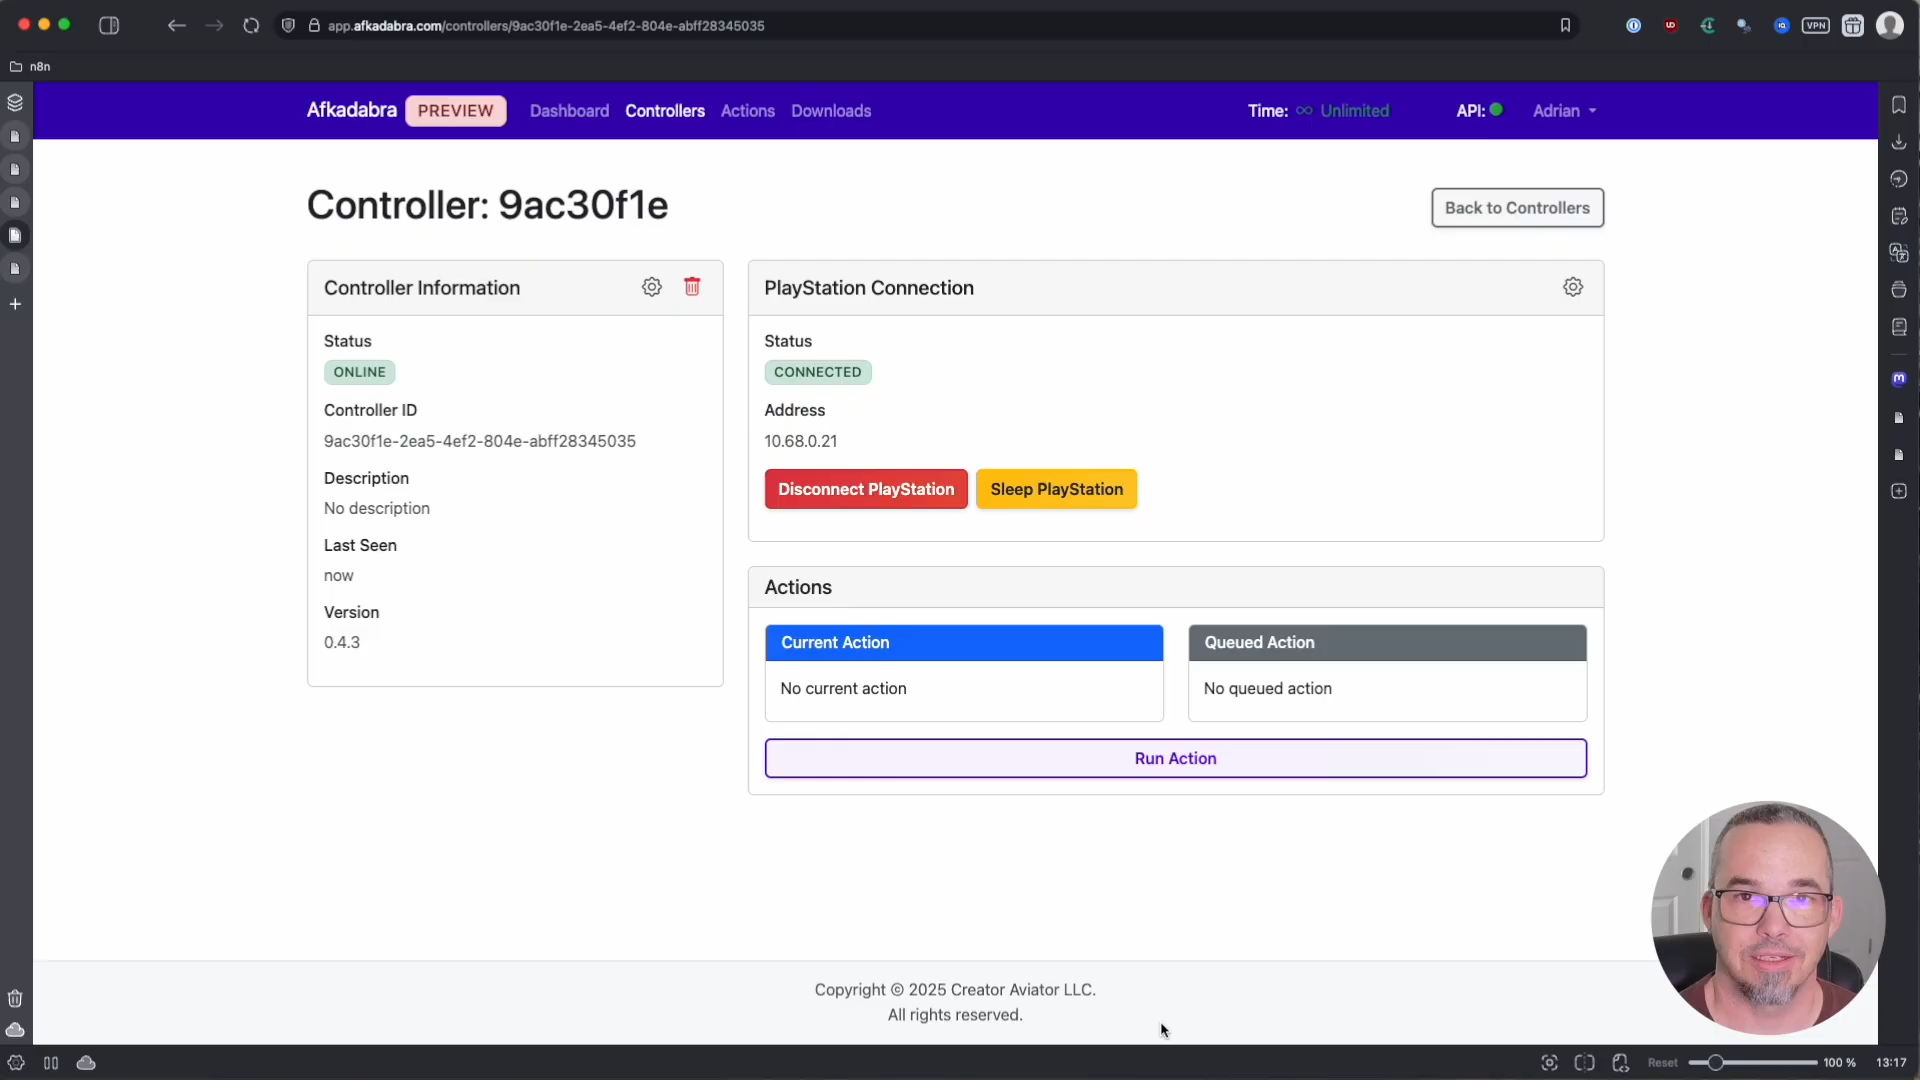 app.afkadabra.com/controllers/9ac30f1e-2ea5-4ef2-804e-abff28345035
VPN
n8n
Afkadabra PREVIEW Dashboard Controllers Actions Downloads Time: ∞ Unlimited API: Adrian
Controller: 9ac30f1e
Back to Controllers
Controller Information
Status
ONLINE
Controller ID
9ac30f1e-2ea5-4ef2-804e-abff28345035
Description
No description
Last Seen
now
Version
0.4.3
PlayStation Connection
Status
CONNECTED
Address
10.68.0.21
Disconnect PlayStation Sleep PlayStation
Actions
Current Action
No current action
Queued Action
No queued action
Run Action
Copyright © 2025 Creator Aviator LLC.
All rights reserved.
Reset 100 % 13:17